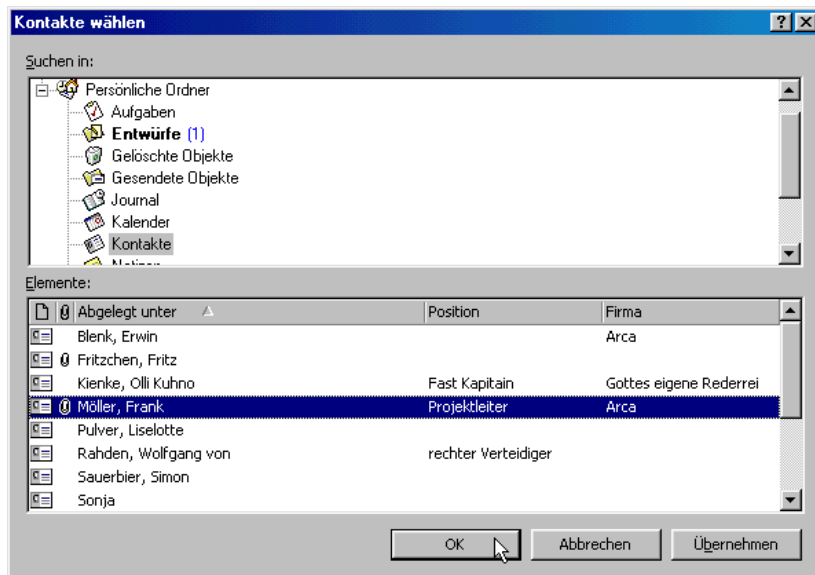 Kontakte wählen
Suchen in:
Persönliche Ordner
Aufgaben
Entwürfe (1)
Gelöschte Objekte
Gesendete Objekte
Journal
Kalender
Kontakte
Notizen
Elemente:
Abgelegt unter Position Firma
Blenk, Erwin Arca
Fritzchen, Fritz
Kienke, Olli Kuhno Fast Kapitain Gottes eigene Rederrei
Möller, Frank Projektleiter Arca
Pulver, Liselotte
Rahden, Wolfgang von rechter Verteidiger
Sauerbier, Simon
Sonja
OK Abbrechen Übernehmen